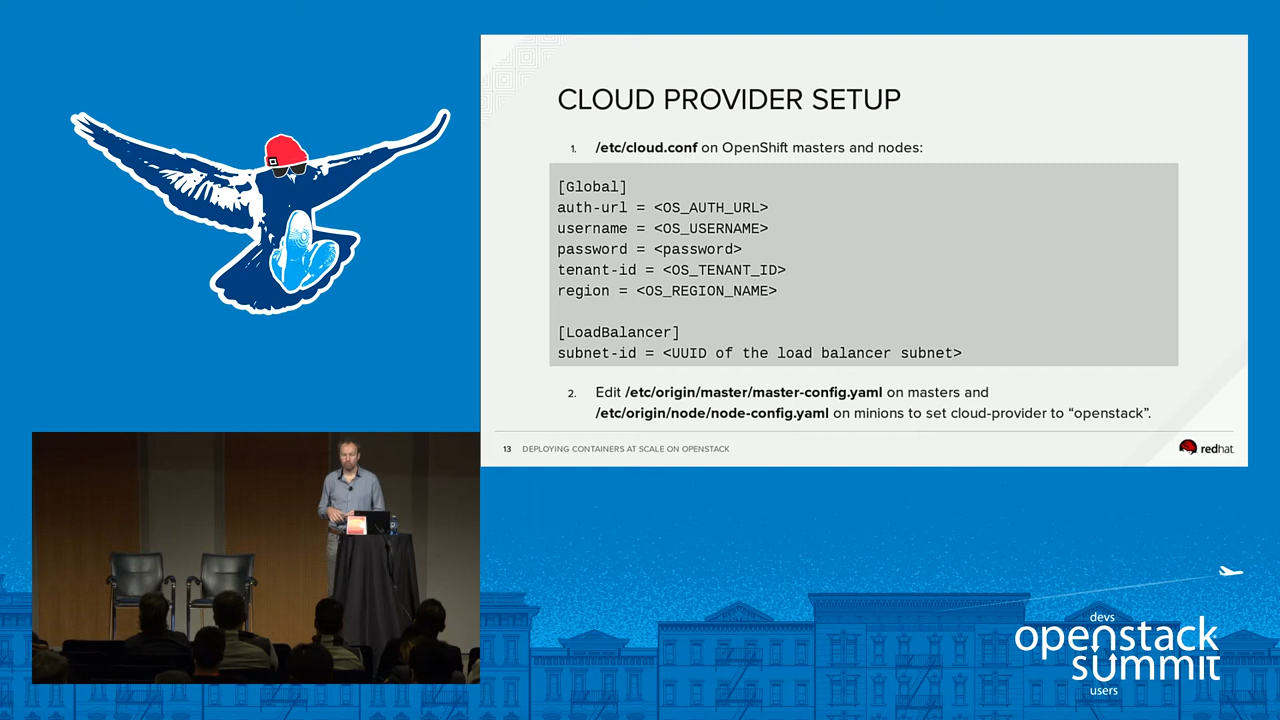 CLOUD PROVIDER SETUP
1. /etc/cloud.conf on OpenShift masters and nodes:
[Global]
auth-url = <OS_AUTH_URL>
username = <OS_USERNAME>
password = <password>
tenant-id = <OS_TENANT_ID>
region = <OS_REGION_NAME>
[LoadBalancer]
subnet-id = <UUID of the load balancer subnet>
2. Edit /etc/origin/master/master-config.yaml on masters and
/etc/origin/node/node-config.yaml on minions to set cloud-provider to “openstack”.
13 DEPLOYING CONTAINERS AT SCALE ON OPENSTACK
redhat.
devs
openstack
summit
users